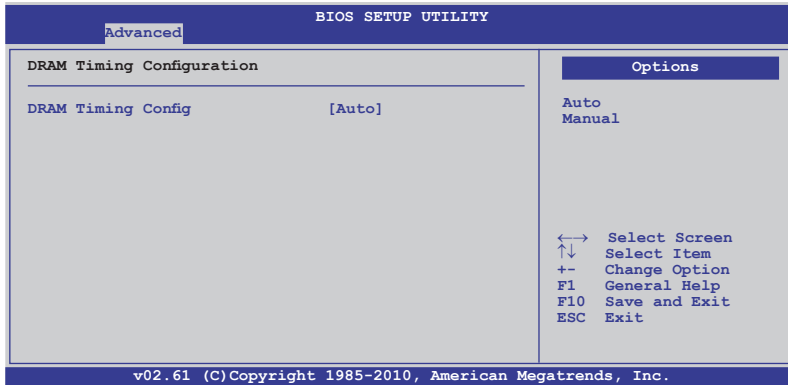 BIOS SETUP UTILITY
Advanced
DRAM Timing Configuration
DRAM Timing Config [Auto]
Options
Auto
Manual
←→ Select Screen
↑↓ Select Item
+- Change Option
F1 General Help
F10 Save and Exit
ESC Exit
v02.61 (C)Copyright 1985-2010, American Megatrends, Inc.